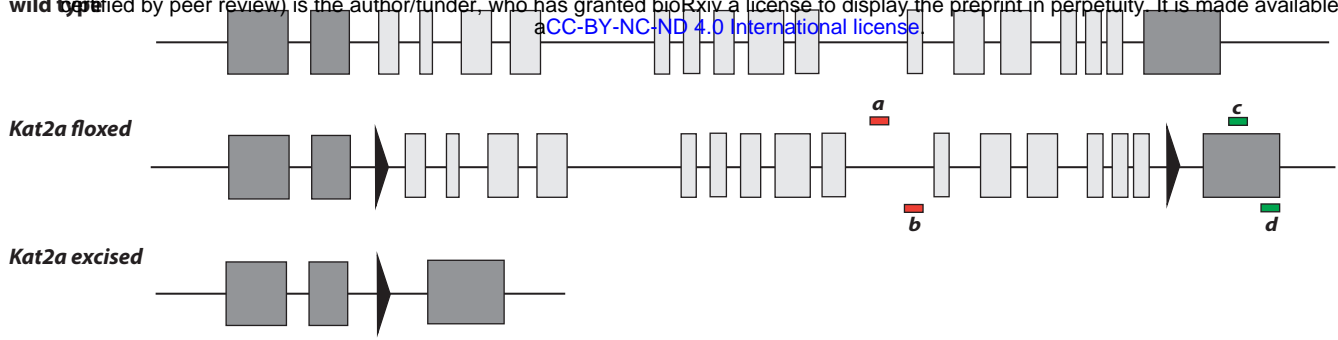 wild type
certified by peer review) is the author/funder, who has granted bioRxiv a license to display the preprint in perpetuity. It is made available
aCC-BY-NC-ND 4.0 International license.
a
Kat2a floxed
c
b
d
Kat2a excised